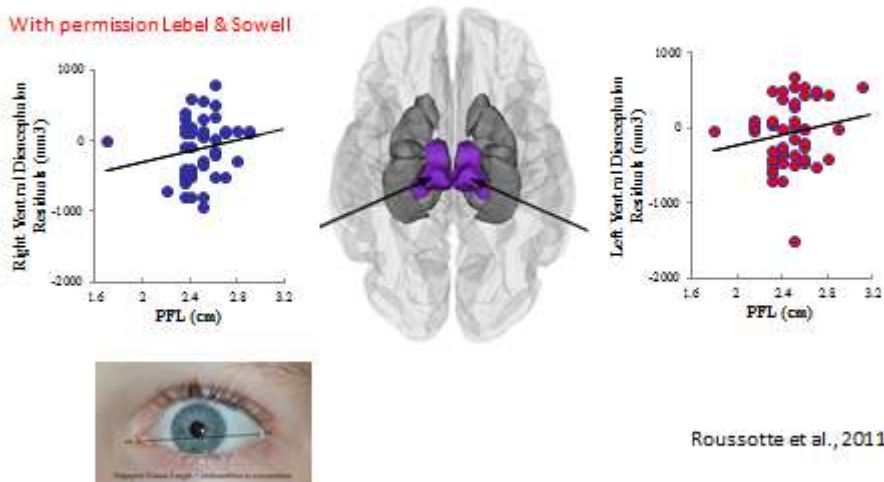 With permission Lebel & Sowell
1000
0
-1000
-2000
Right Ventral Diencephalon
Residuals (mm3)
1.6 2 2.4 2.8 3.2
PFL (cm)
1000
0
-1000
-2000
Left Ventral Diencephalon
Residuals (mm3)
1.6 2 2.4 2.8 3.2
PFL (cm)
Roussotte et al., 2011